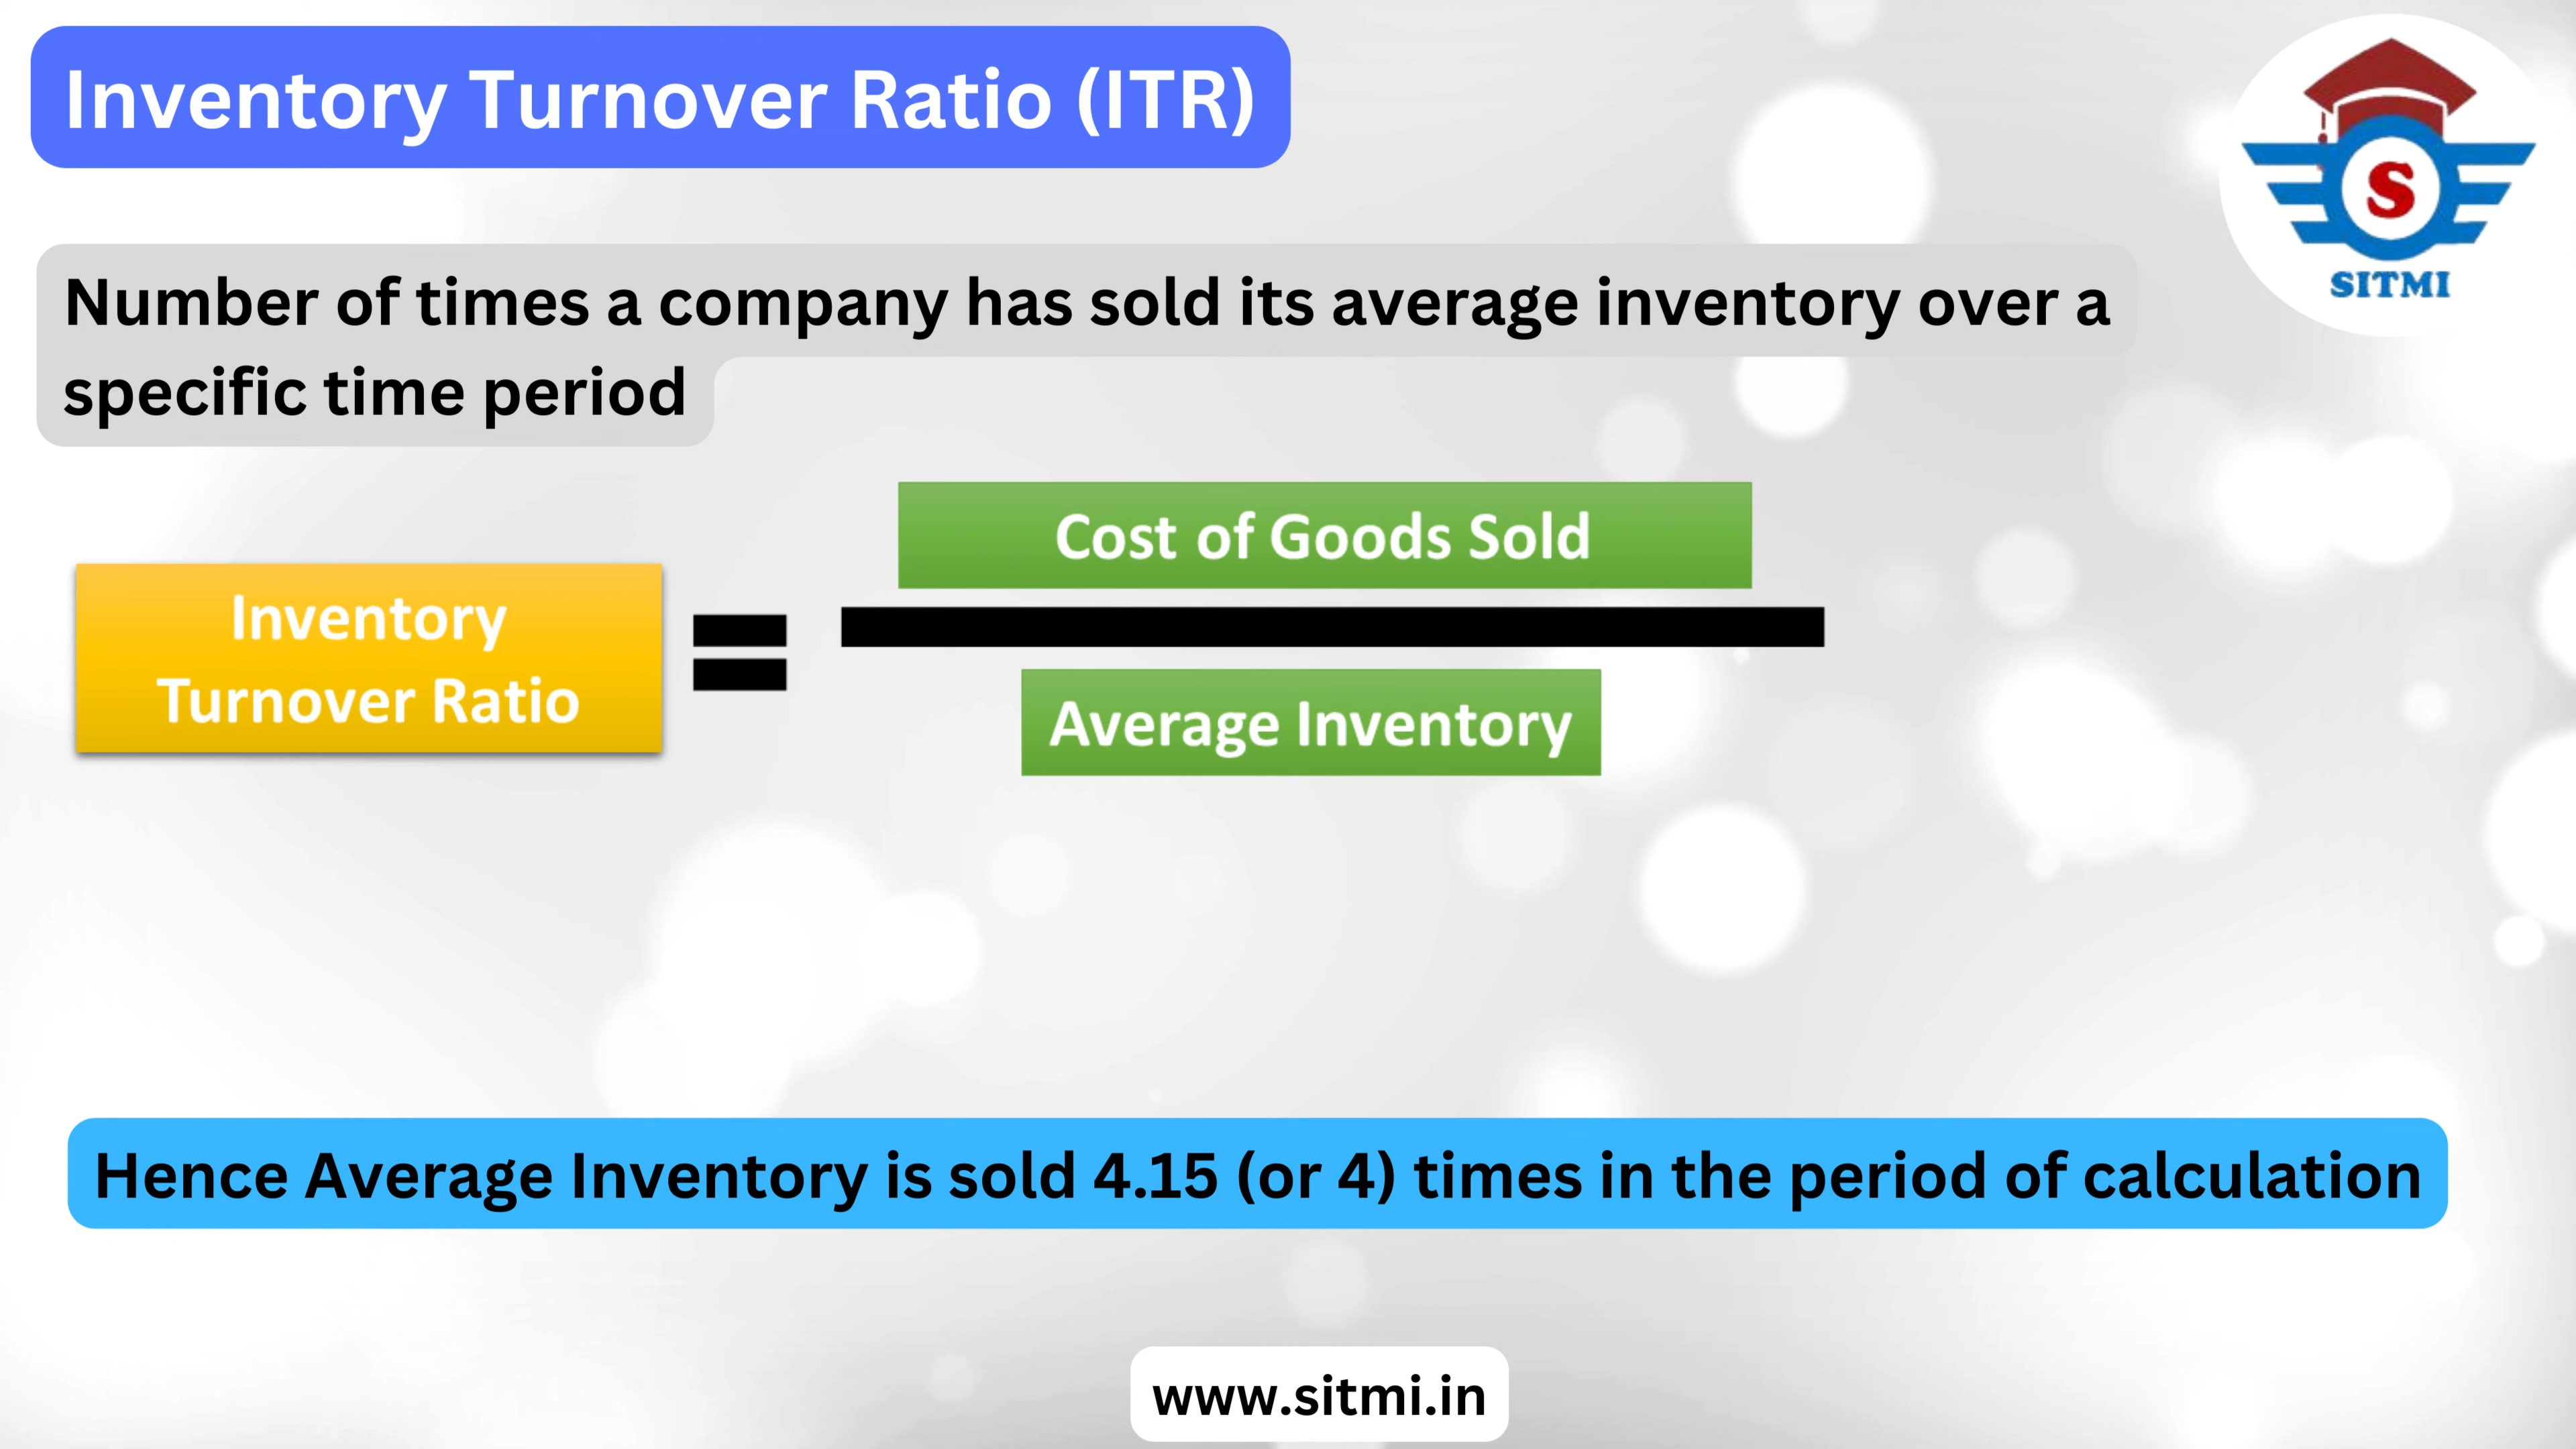 Inventory Turnover Ratio (ITR)
S
SITMI
Number of times a company has sold its average inventory over a
specific time period
Inventory
Turnover Ratio
=
Cost of Goods Sold
Average Inventory
Hence Average Inventory is sold 4.15 (or 4) times in the period of calculation
www.sitmi.in